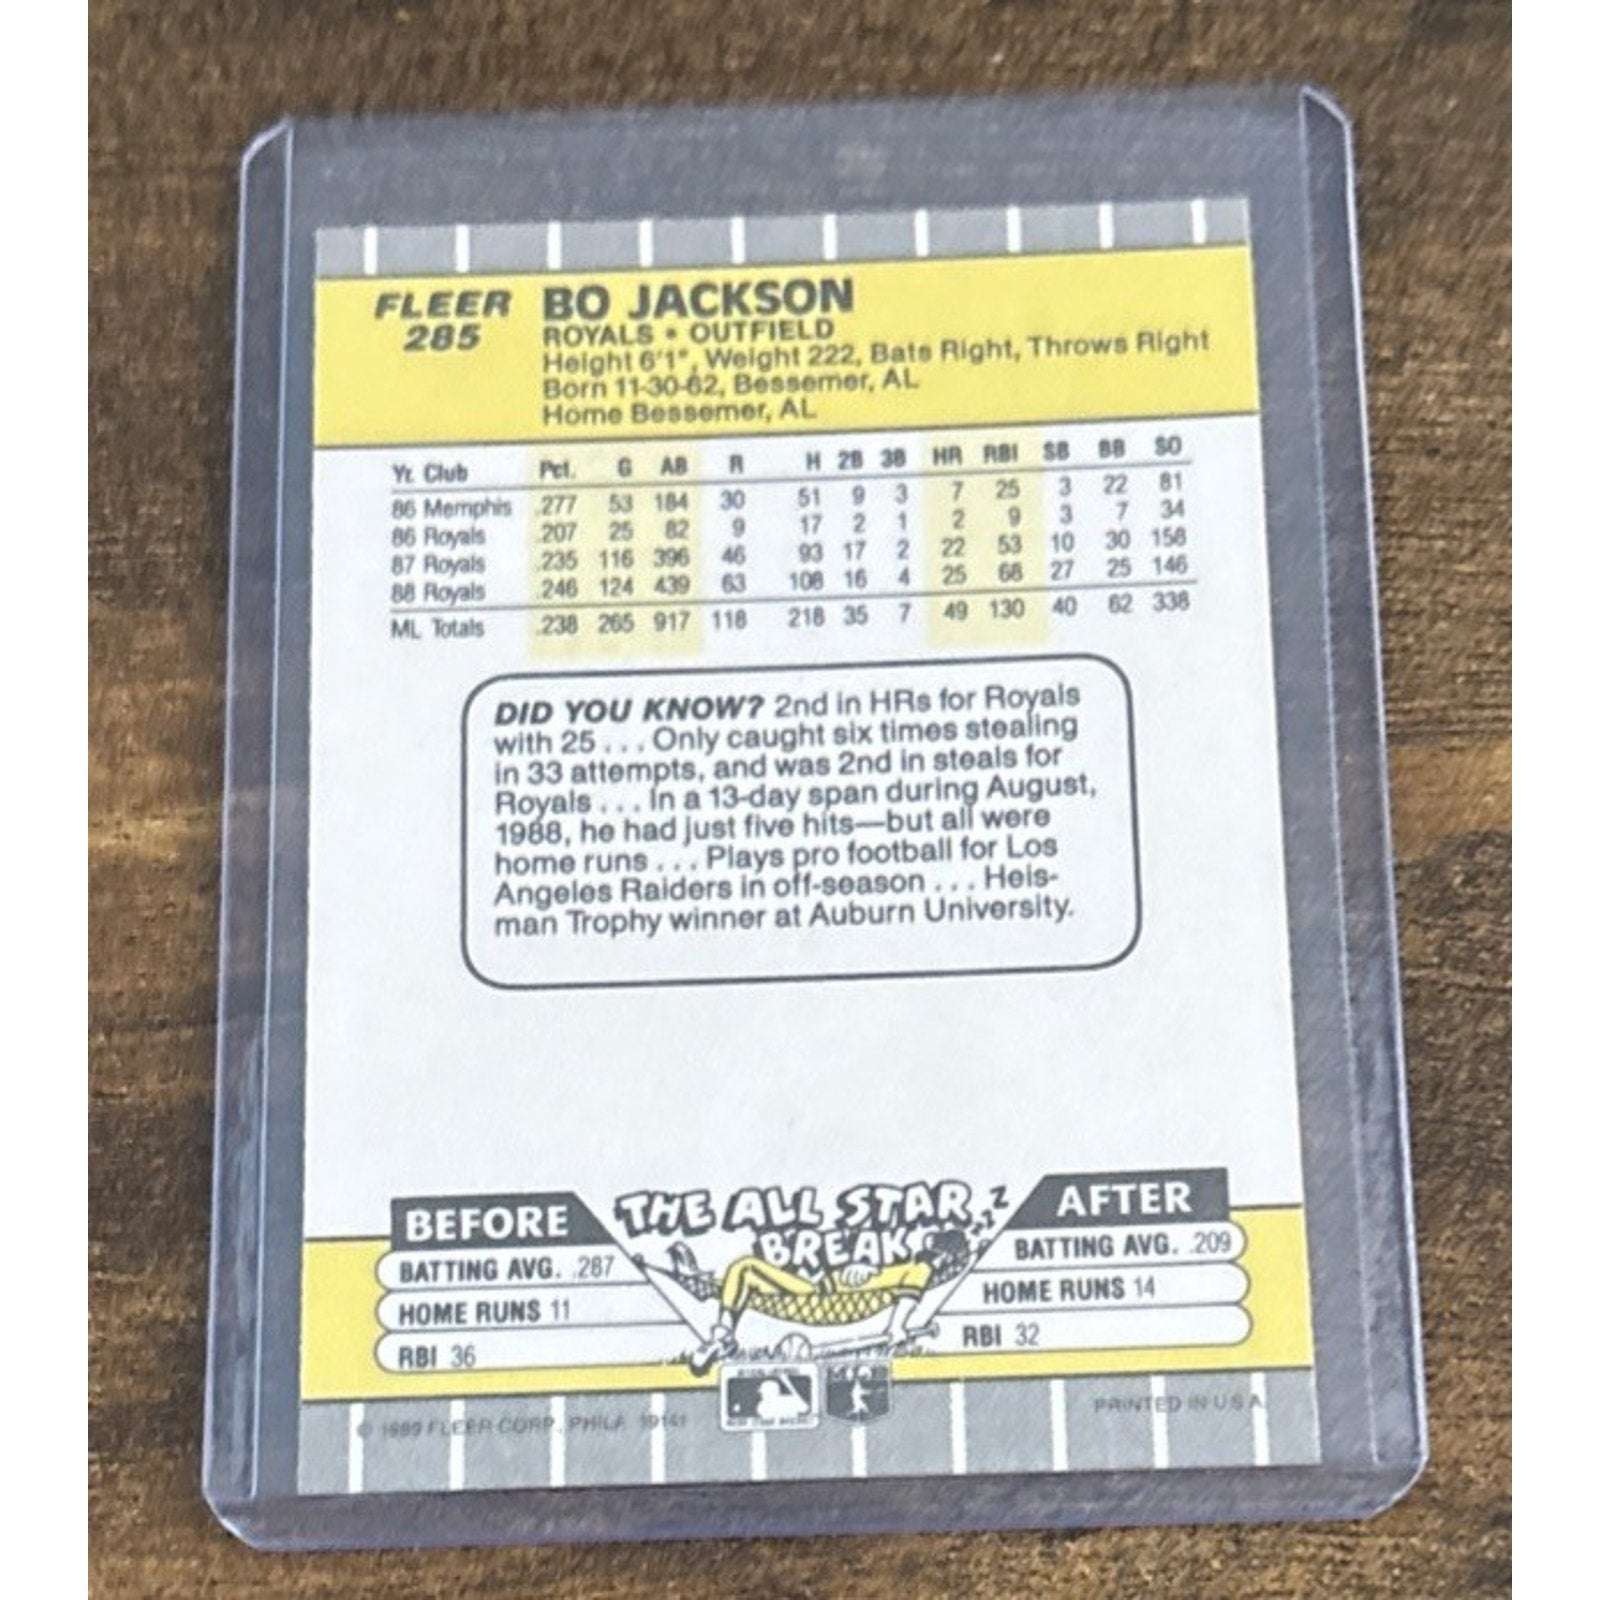 FLEER
285
BO JACKSON
ROYALS • OUTFIELD
Height 6'1", Weight 222, Bats Right, Throws Right
Born 11-30-62, Bessemer, AL
Home Bessemer, AL
Yr. Club Pct. G AB R H 2B 3B HR RBI SB BB SO
86 Memphis .277 53 184 30 51 9 3 7 25 3 22 81
86 Royals .207 25 82 9 17 2 1 2 9 3 7 34
87 Royals .235 116 396 46 93 17 2 22 53 10 30 158
88 Royals .246 124 439 63 108 16 4 25 68 27 25 146
ML Totals .238 265 917 118 218 35 7 49 130 40 62 338
DID YOU KNOW? 2nd in HRs for Royals
with 25 . . . Only caught six times stealing
in 33 attempts, and was 2nd in steals for
Royals . . . In a 13-day span during August,
1988, he had just five hits—but all were
home runs . . . Plays pro football for Los
Angeles Raiders in off-season . . . Heis-
man Trophy winner at Auburn University.
BEFORE
THE ALL STAR
BREAK
Z
AFTER
BATTING AVG. .287
HOME RUNS 11
RBI 36
BATTING AVG. .209
HOME RUNS 14
RBI 32
© 1989 FLEER CORP., PHILA. 19141
PRINTED IN U.S.A.